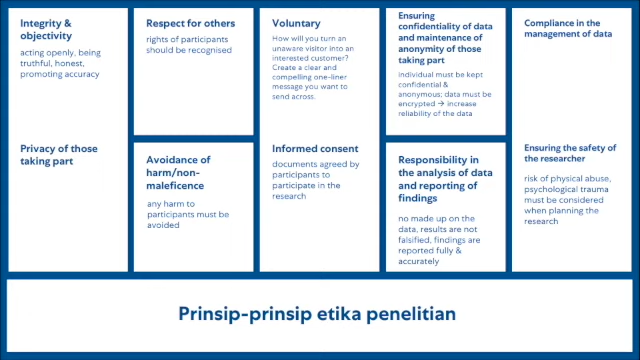 Integrity &
objectivity
acting openly, being
truthful, honest,
promoting accuracy
Privacy of those
taking part
Respect for others
rights of participants
should be recognised
Avoidance of
harm/non-
maleficence
any harm to
participants must be
avoided
Voluntary
How will you turn an
unaware visitor into an
interested customer?
Create a clear and
compelling one-liner
message you want to
send across.
Informed consent
documents agreed by
participants to
participate in the
research
Ensuring
confidentiality of data
and maintenance of
anonymity of those
taking part
individual must be kept
confidential &
anonymous; data must be
encrypted → increase
reliability of the data
Responsibility in
the analysis of data
and reporting of
findings
no made up on the
data, results are not
falsified, findings are
reported fully &
accurately
Compliance in the
management of data
Ensuring the safety of
the researcher
risk of physical abuse,
psychological trauma
must be considered
when planning the
research
Prinsip-prinsip etika penelitian